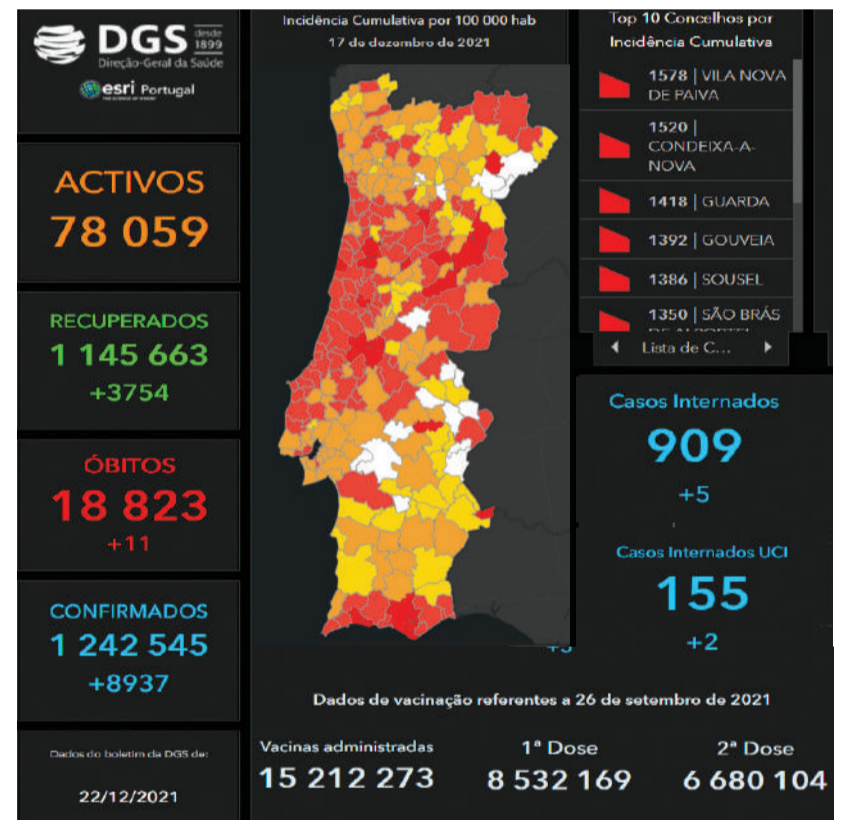 DGS
desde
1899
Direção-Geral da Saúde
esri Portugal
ACTIVOS
78 059
RECUPERADOS
1 145 663
+3754
ÓBITOS
18 823
+11
CONFIRMADOS
1 242 545
+8937
Dados do boletim da DGS de:
22/12/2021
Incidência Cumulativa por 100 000 hab
17 de dezembro de 2021
Top 10 Concelhos por
Incidência Cumulativa
1578 | VILA NOVA
DE PAIVA
1520 |
CONDEIXA-A-
NOVA
1418 | GUARDA
1392 | GOUVEIA
1386 | SOUSEL
1350 | SÃO BRÁS
Lista de C...
Casos Internados
909
+5
Casos Internados UCI
155
+2
Dados de vacinação referentes a 26 de setembro de 2021
Vacinas administradas
15 212 273
1ª Dose
8 532 169
2ª Dose
6 680 104